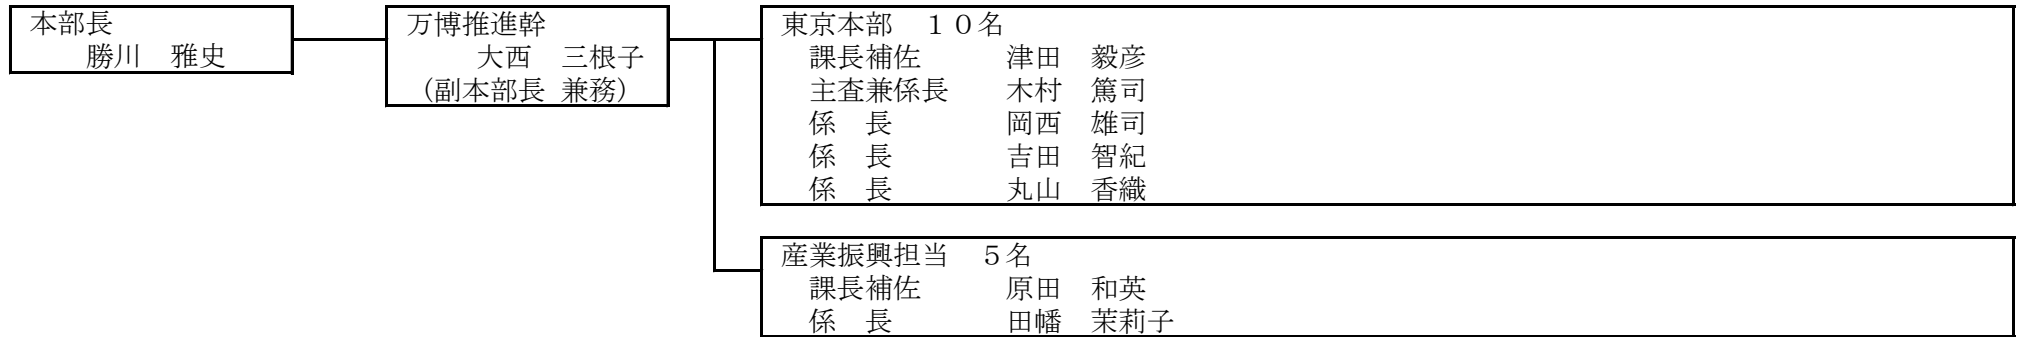 本部長
勝川　雅史
万博推進幹
大西　三根子
(副本部長 兼務)
東京本部　１０名
課長補佐　　　津田　毅彦
主査兼係長　　木村　篤司
係　長　　　　岡西　雄司
係　長　　　　吉田　智紀
係　長　　　　丸山　香織
産業振興担当　５名
課長補佐　　　原田　和英
係　長　　　　田幡　茉莉子